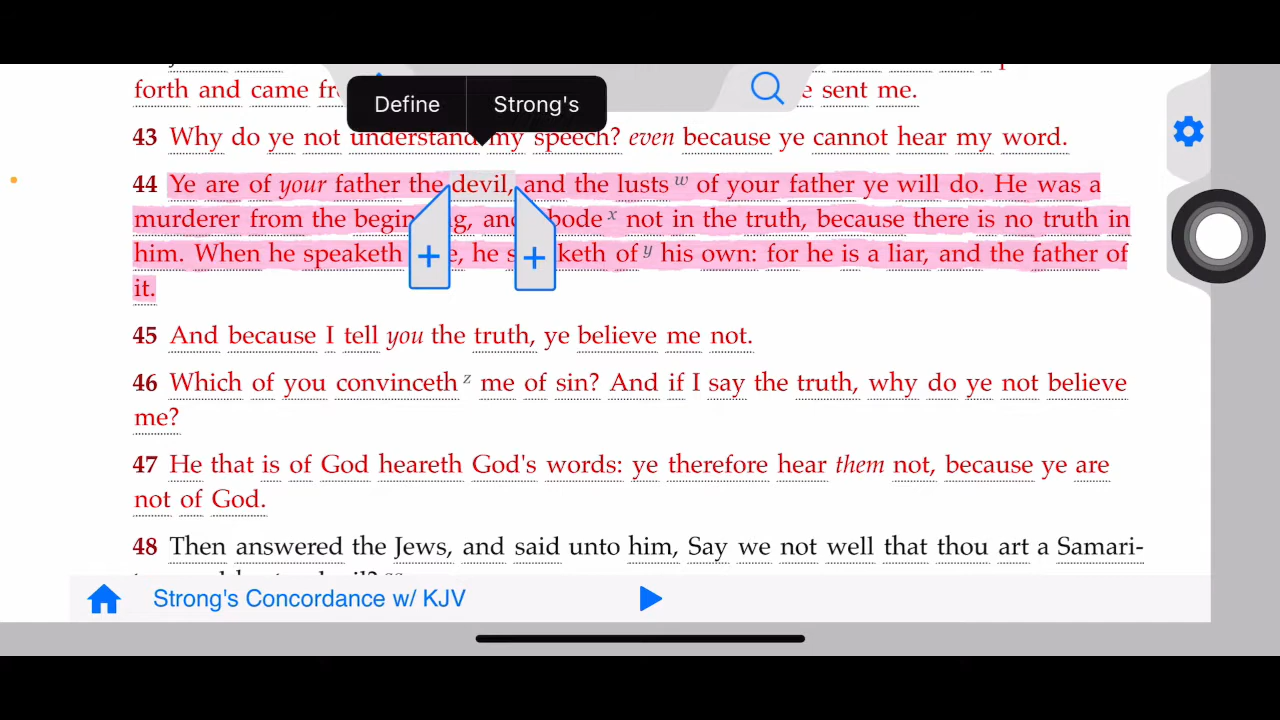 forth and came e sent me.
Define Strong's
43 Why do ye not understand my speech? even because ye cannot hear my word.
44 Ye are of your father the devil, and the lusts w of your father ye will do. He was a
murderer from the begin g, an bode x not in the truth, because there is no truth in
him. When he speaketh e, he s keth of y his own: for he is a liar, and the father of
it.
45 And because I tell you the truth, ye believe me not.
46 Which of you convinceth z me of sin? And if I say the truth, why do ye not believe
me?
47 He that is of God heareth God's words: ye therefore hear them not, because ye are
not of God.
48 Then answered the Jews, and said unto him, Say we not well that thou art a Samari-
Strong's Concordance w/ KJV